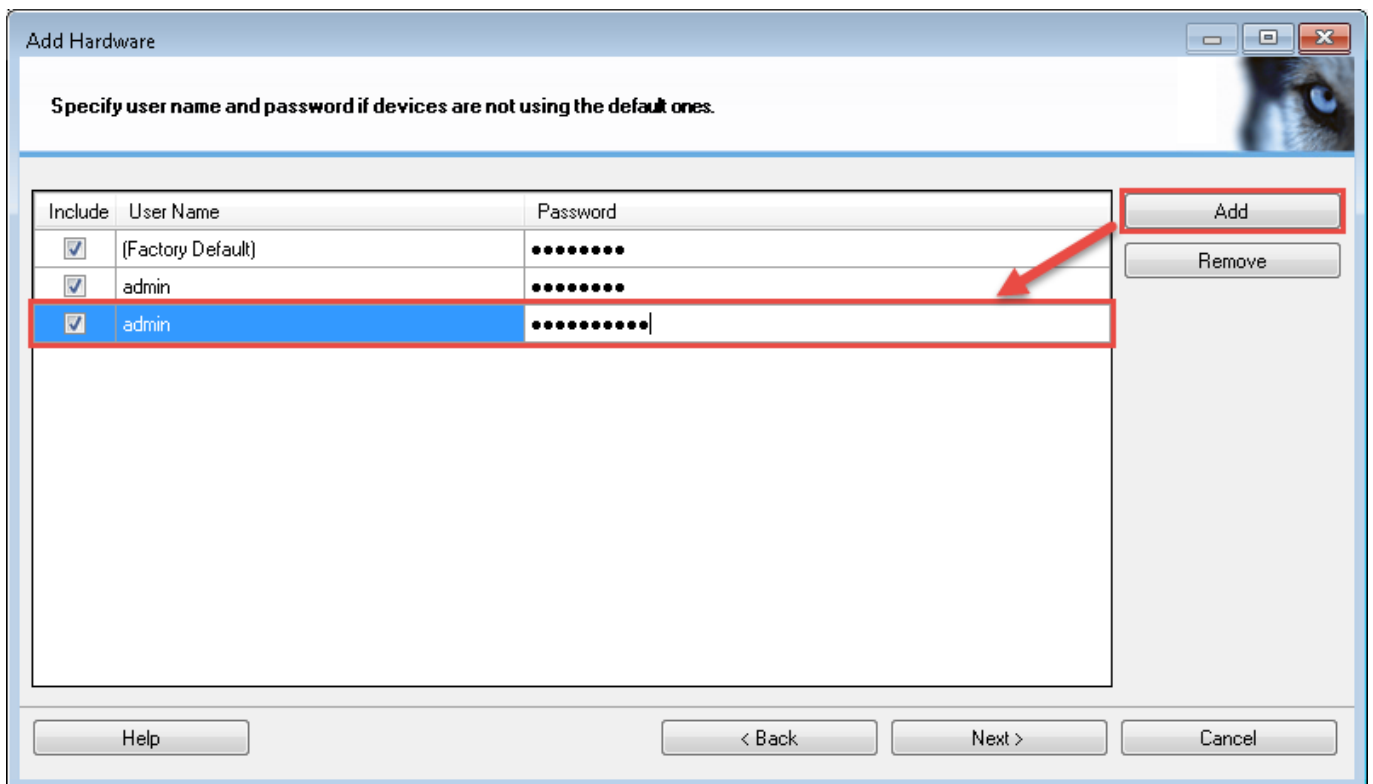 Add Hardware
Specify user name and password if devices are not using the default ones.
Include User Name Password
(Factory Default) ●●●●●●●●
admin ●●●●●●●●
admin ●●●●●●●●●●
Add
Remove
Help
< Back
Next >
Cancel